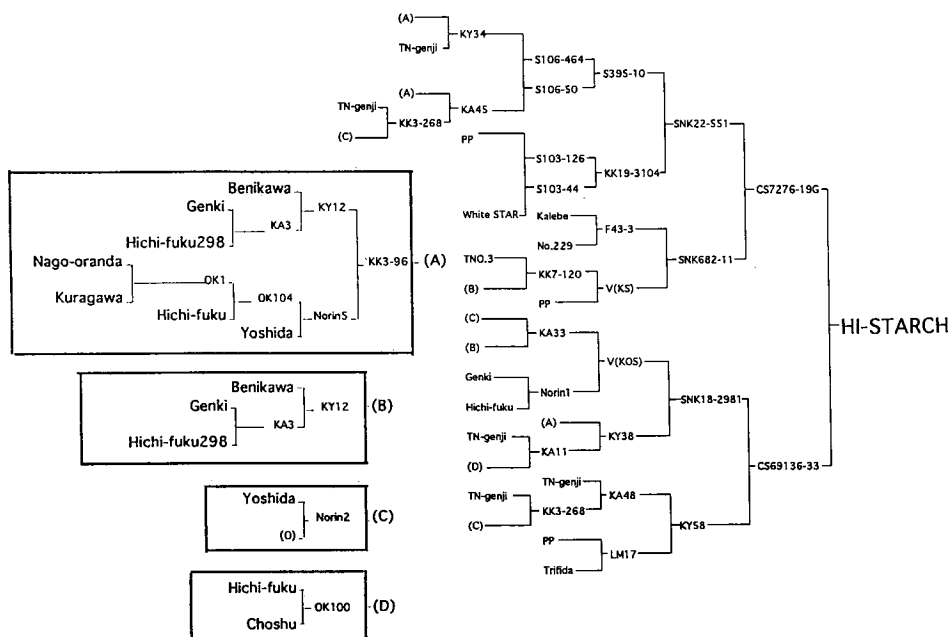 (A)
TN-genji
KY34
S106-464
S106-50
S39S-10
(A)
TN-genji
KK3-268
(C)
KA45
SNK22-S51
PP
S103-126
S103-44
KK19-3104
White STAR
CS7276-19G
Kalebe
No.229
F43-3
SNK682-11
TNO.3
(B)
KK7-120
PP
V(KS)
HI-STARCH
(C)
(B)
KA33
V(KOS)
Genki
Hichi-fuku
Norin1
SNK18-2981
(A)
TN-genji
(D)
KA11
KY38
CS69136-33
TN-genji
TN-genji
(C)
KK3-268
KA48
KY58
PP
Trifida
LM17
Benikawa
Genki
Hichi-fuku298
KA3
KY12
KK3-96
(A)
Nago-oranda
Kuragawa
OK1
Hichi-fuku
OK104
Yoshida
Norin5
Benikawa
Genki
Hichi-fuku298
KA3
KY12
(B)
Yoshida
(O)
Norin2
(C)
Hichi-fuku
Choshu
OK100
(D)